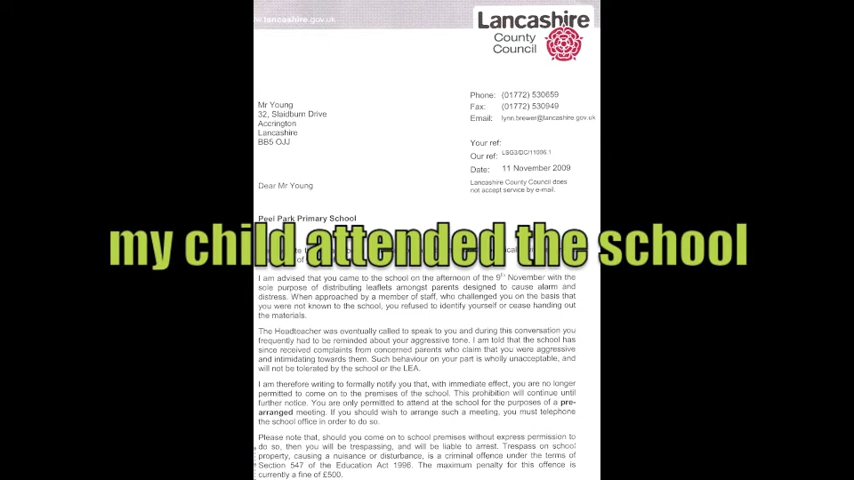 w.lancashire.gov.uk
Lancashire
County
Council
Phone: (01772) 530659
Fax: (01772) 530949
Email: lynn.brewer@lancashire.gov.uk
Mr Young
32, Slaidburn Drive
Accrington
Lancashire
BB5 OJJ
Your ref:
Our ref: LSG3/DC/11006.1
Date: 11 November 2009
Lancashire County Council does
not accept service by e-mail.
Dear Mr Young
Peel Park Primary School
my child attended the school
I am advised that you came to the school on the afternoon of the 9th November with the
sole purpose of distributing leaflets amongst parents designed to cause alarm and
distress. When approached by a member of staff, who challenged you on the basis that
you were not known to the school, you refused to identify yourself or cease handing out
the materials.
The Headteacher was eventually called to speak to you and during this conversation you
frequently had to be reminded about your aggressive tone. I am told that the school has
since received complaints from concerned parents who claim that you were aggressive
and intimidating towards them. Such behaviour on your part is wholly unacceptable, and
will not be tolerated by the school or the LEA.
I am therefore writing to formally notify you that, with immediate effect, you are no longer
permitted to come on to the premises of the school. This prohibition will continue until
further notice. You are only permitted to attend at the school for the purposes of a pre-
arranged meeting. If you should wish to arrange such a meeting, you must telephone
the school office in order to do so.
Please note that, should you come on to school premises without express permission to
do so, then you will be trespassing, and will be liable to arrest. Trespass on school
property, causing a nuisance or disturbance, is a criminal offence under the terms of
Section 547 of the Education Act 1996. The maximum penalty for this offence is
currently a fine of £500.